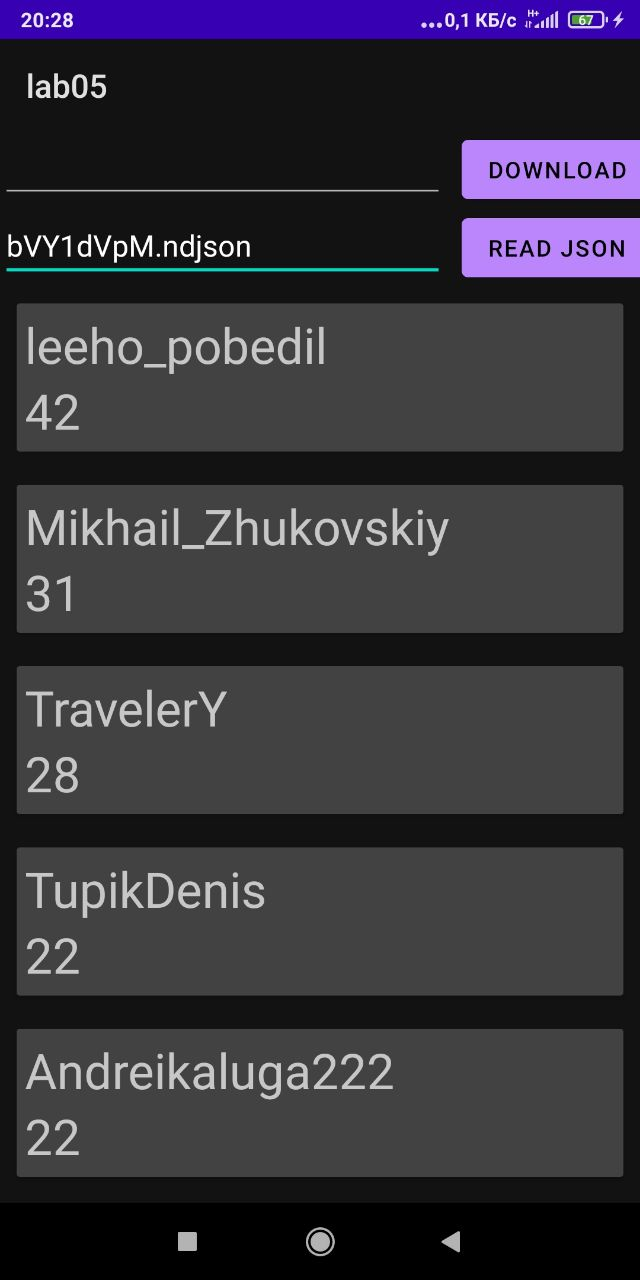 20:28 ...0,1 КБ/с H+ 67
lab05
DOWNLOAD
bVY1dVpM.ndjson READ JSON
leeho_pobedil
42
Mikhail_Zhukovskiy
31
TravelerY
28
TupikDenis
22
Andreikaluga222
22